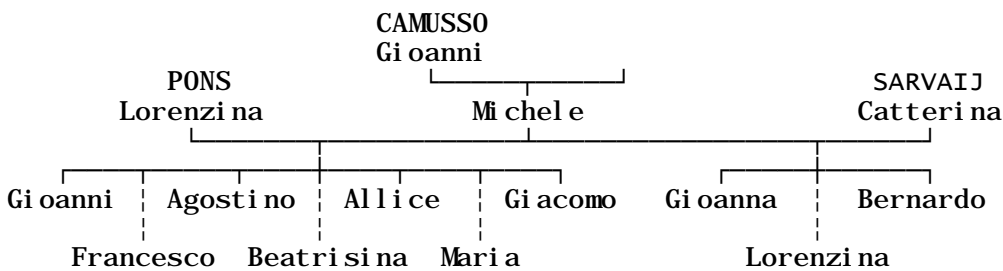 CAMUSSO
Gioanni
PONS SARVAIJ
Lorenzina Michele Catterina
Gioanni Agostino Allice Giacomo Gioanna Bernardo
Francesco Beatrisina Maria Lorenzina